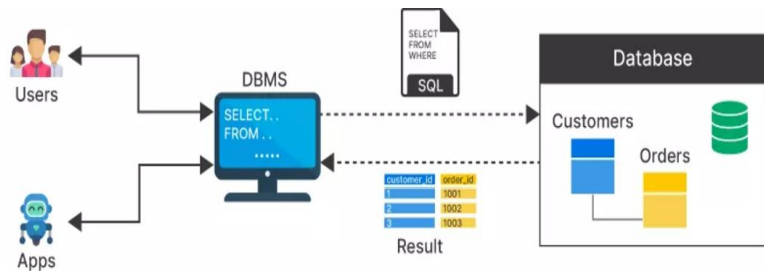 Users
Apps
DBMS
SELECT. .
FROM . .
.....
SELECT
FROM
WHERE
SQL
customer_id order_id
1 1001
2 1002
3 1003
Result
Database
Customers
Orders